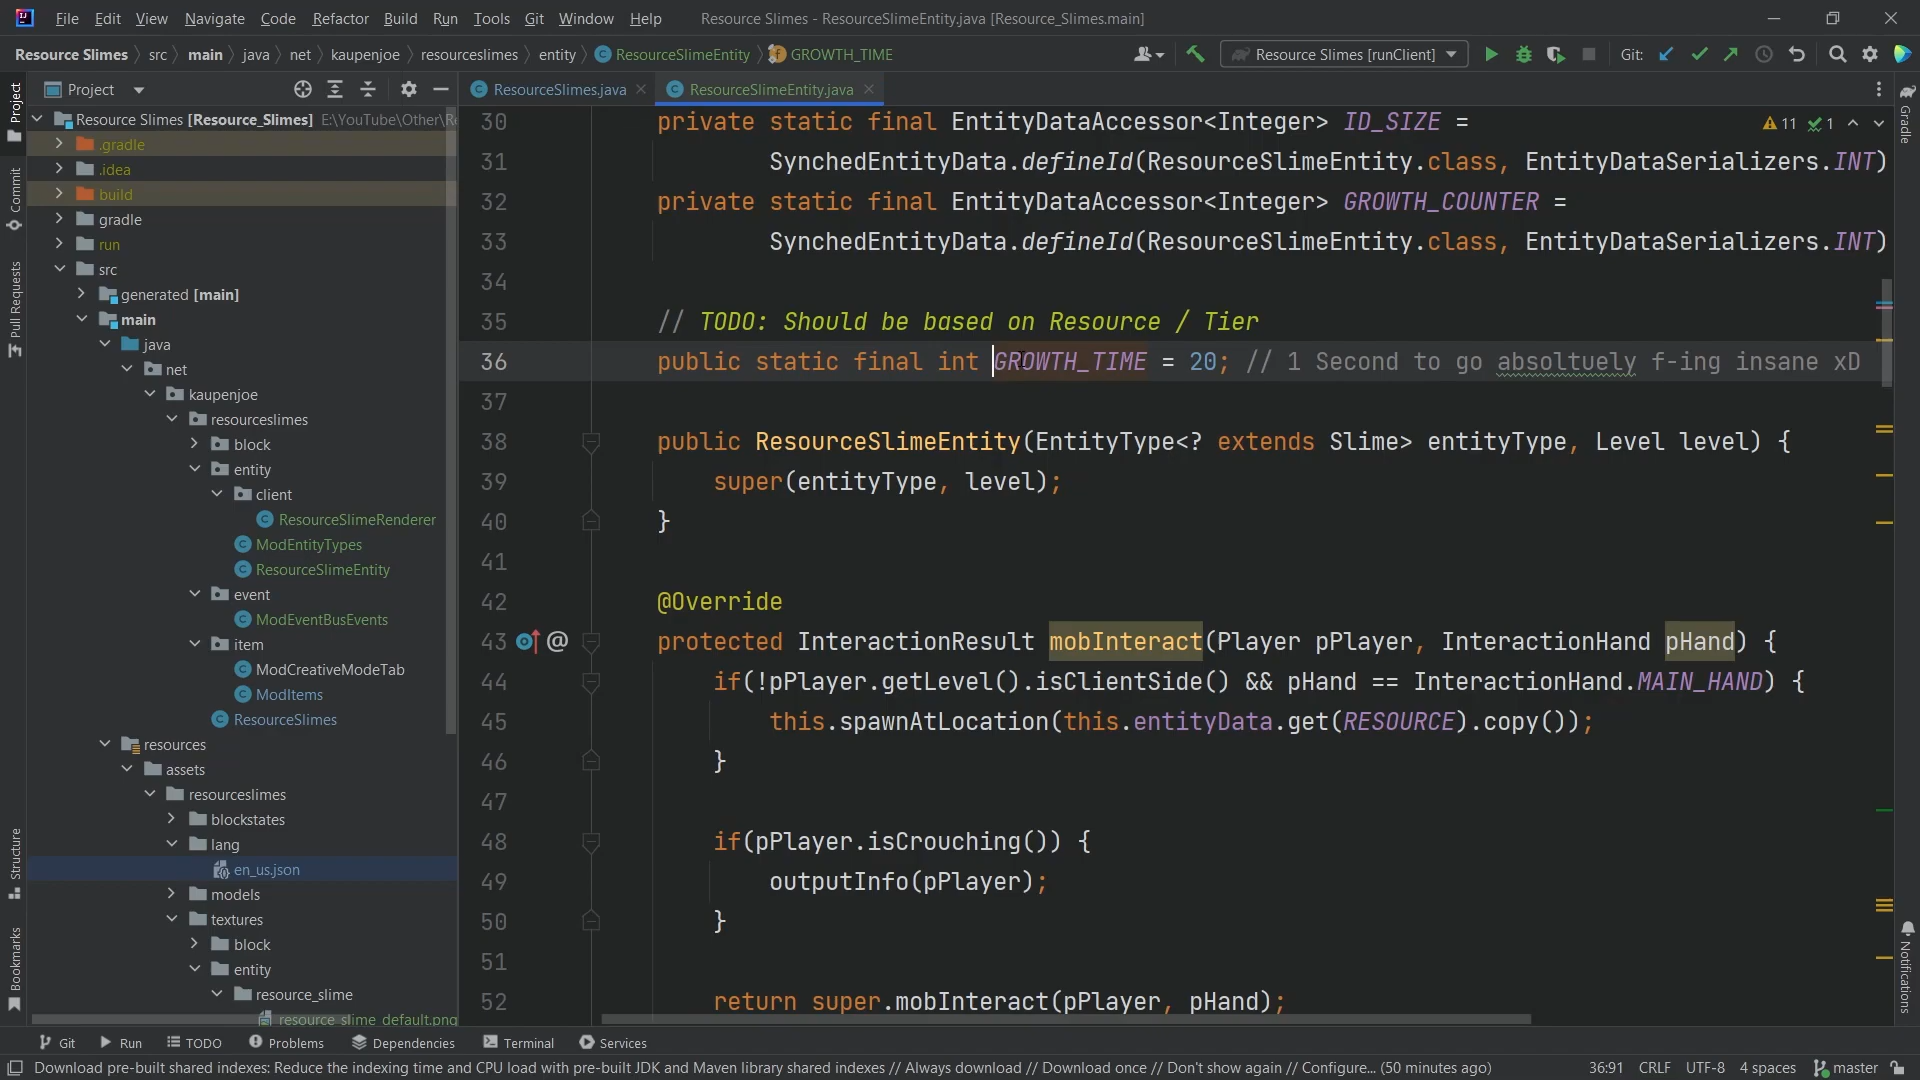 File Edit View Navigate Code Refactor Build Run Tools Git Window Help Resource Slimes - ResourceSlimeEntity.java [Resource_Slimes.main]
Resource Slimes src main java net kaupenjoe resourceslimes entity ResourceSlimeEntity GROWTH_TIME Resource Slimes [runClient] Git:
Project
ResourceSlimes.java ResourceSlimeEntity.java
Project
Commit
Pull Requests
Structure
Bookmarks
Resource Slimes [Resource_Slimes] E:\YouTube\Other\Re
.gradle
.idea
build
gradle
run
src
generated [main]
main
java
net
kaupenjoe
resourceslimes
block
entity
client
ResourceSlimeRenderer
ModEntityTypes
ResourceSlimeEntity
event
ModEventBusEvents
item
ModCreativeModeTab
ModItems
ResourceSlimes
resources
assets
resourceslimes
blockstates
lang
en_us.json
models
textures
block
entity
resource_slime
resource_slime_default.png
11 1
30 private static final EntityDataAccessor<Integer> ID_SIZE =
31 SynchedEntityData.defineId(ResourceSlimeEntity.class, EntityDataSerializers.INT)
32 private static final EntityDataAccessor<Integer> GROWTH_COUNTER =
33 SynchedEntityData.defineId(ResourceSlimeEntity.class, EntityDataSerializers.INT)
34
35 // TODO: Should be based on Resource / Tier
36 public static final int GROWTH_TIME = 20; // 1 Second to go absoltuely f-ing insane xD
37
38 public ResourceSlimeEntity(EntityType<? extends Slime> entityType, Level level) {
39 super(entityType, level);
40 }
41
42 @Override
43 @ protected InteractionResult mobInteract(Player pPlayer, InteractionHand pHand) {
44 if(!pPlayer.getLevel().isClientSide() && pHand == InteractionHand.MAIN_HAND) {
45 this.spawnAtLocation(this.entityData.get(RESOURCE).copy());
46 }
47
48 if(pPlayer.isCrouching()) {
49 outputInfo(pPlayer);
50 }
51
52 return super.mobInteract(pPlayer, pHand);
Gradle
Notifications
Git Run TODO Problems Dependencies Terminal Services
Download pre-built shared indexes: Reduce the indexing time and CPU load with pre-built JDK and Maven library shared indexes // Always download // Download once // Don't show again // Configure... (50 minutes ago) 36:91 CRLF UTF-8 4 spaces master